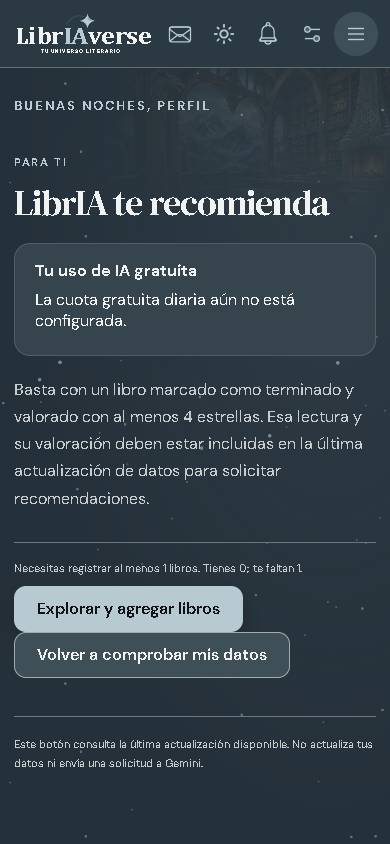 LibrIAverse
TU UNIVERSO LITERARIO
BUENAS NOCHES, PERFIL
PARA TI
LibrIA te recomienda
Tu uso de IA gratuita
La cuota gratuita diaria aún no está
configurada.
Basta con un libro marcado como terminado y
valorado con al menos 4 estrellas. Esa lectura y
su valoración deben estar incluidas en la última
actualización de datos para solicitar
recomendaciones.
Necesitas registrar al menos 1 libros. Tienes 0; te faltan 1.
Explorar y agregar libros
Volver a comprobar mis datos
Este botón consulta la última actualización disponible. No actualiza tus
datos ni envía una solicitud a Gemini.